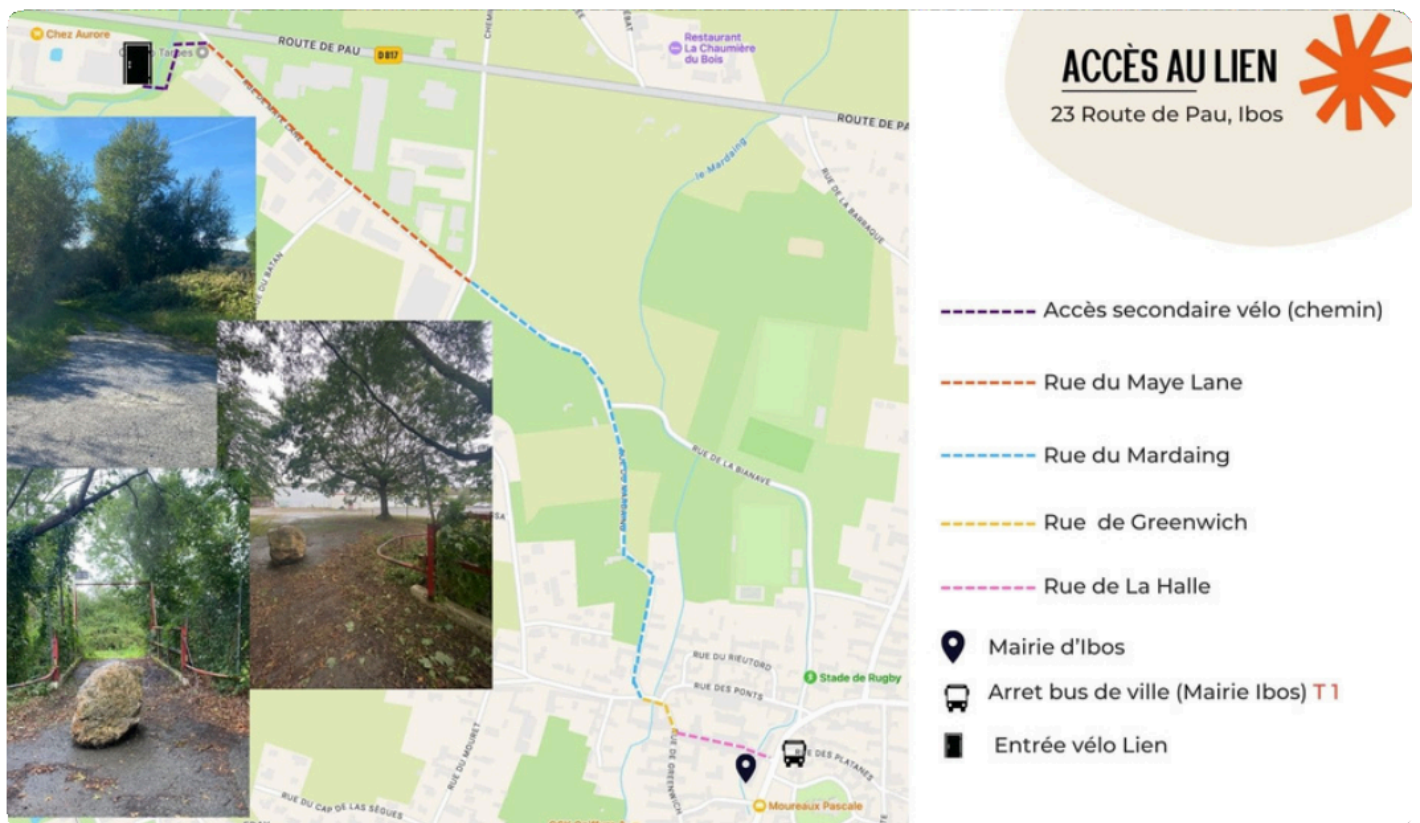 Chez Aurore
ROUTE DE PAU
D 817
CHEMIN
Restaurant
La Chaumière
du Bois
ROUTE DE PA
le Mardaing
RUE DE LA BARRAQUE
RUE DU BATAN
RUE DE LA BIANAVE
RUE DU MARDAING
RUE DU RIEUTORD
RUE DES PONTS
Stade de Rugby
RUE DE GREENWICH
RUE DES PLATANES
RUE DU MOURET
RUE DU CAP DE LAS SÈGUES
Moureaux Pascale
ACCÈS AU LIEN
23 Route de Pau, Ibos
Accès secondaire vélo (chemin)
Rue du Maye Lane
Rue du Mardaing
Rue de Greenwich
Rue de La Halle
Mairie d'Ibos
Arret bus de ville (Mairie Ibos) T 1
Entrée vélo Lien